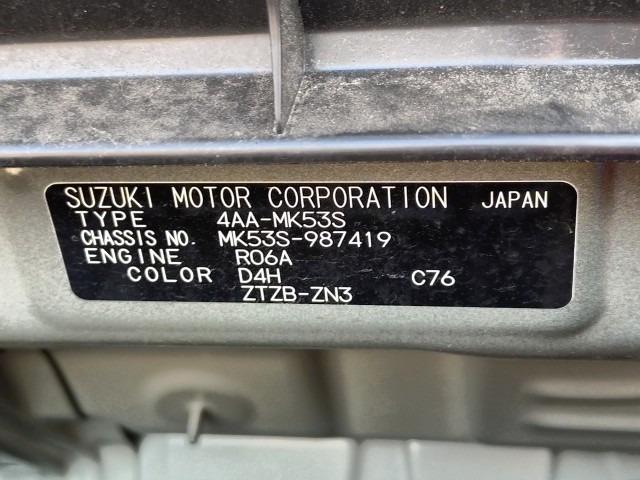 SUZUKI MOTOR CORPORATION JAPAN
TYPE 4AA-MK53S
CHASSIS NO. MK53S-987419
ENGINE R06A
COLOR D4H C76
ZTZB-ZN3